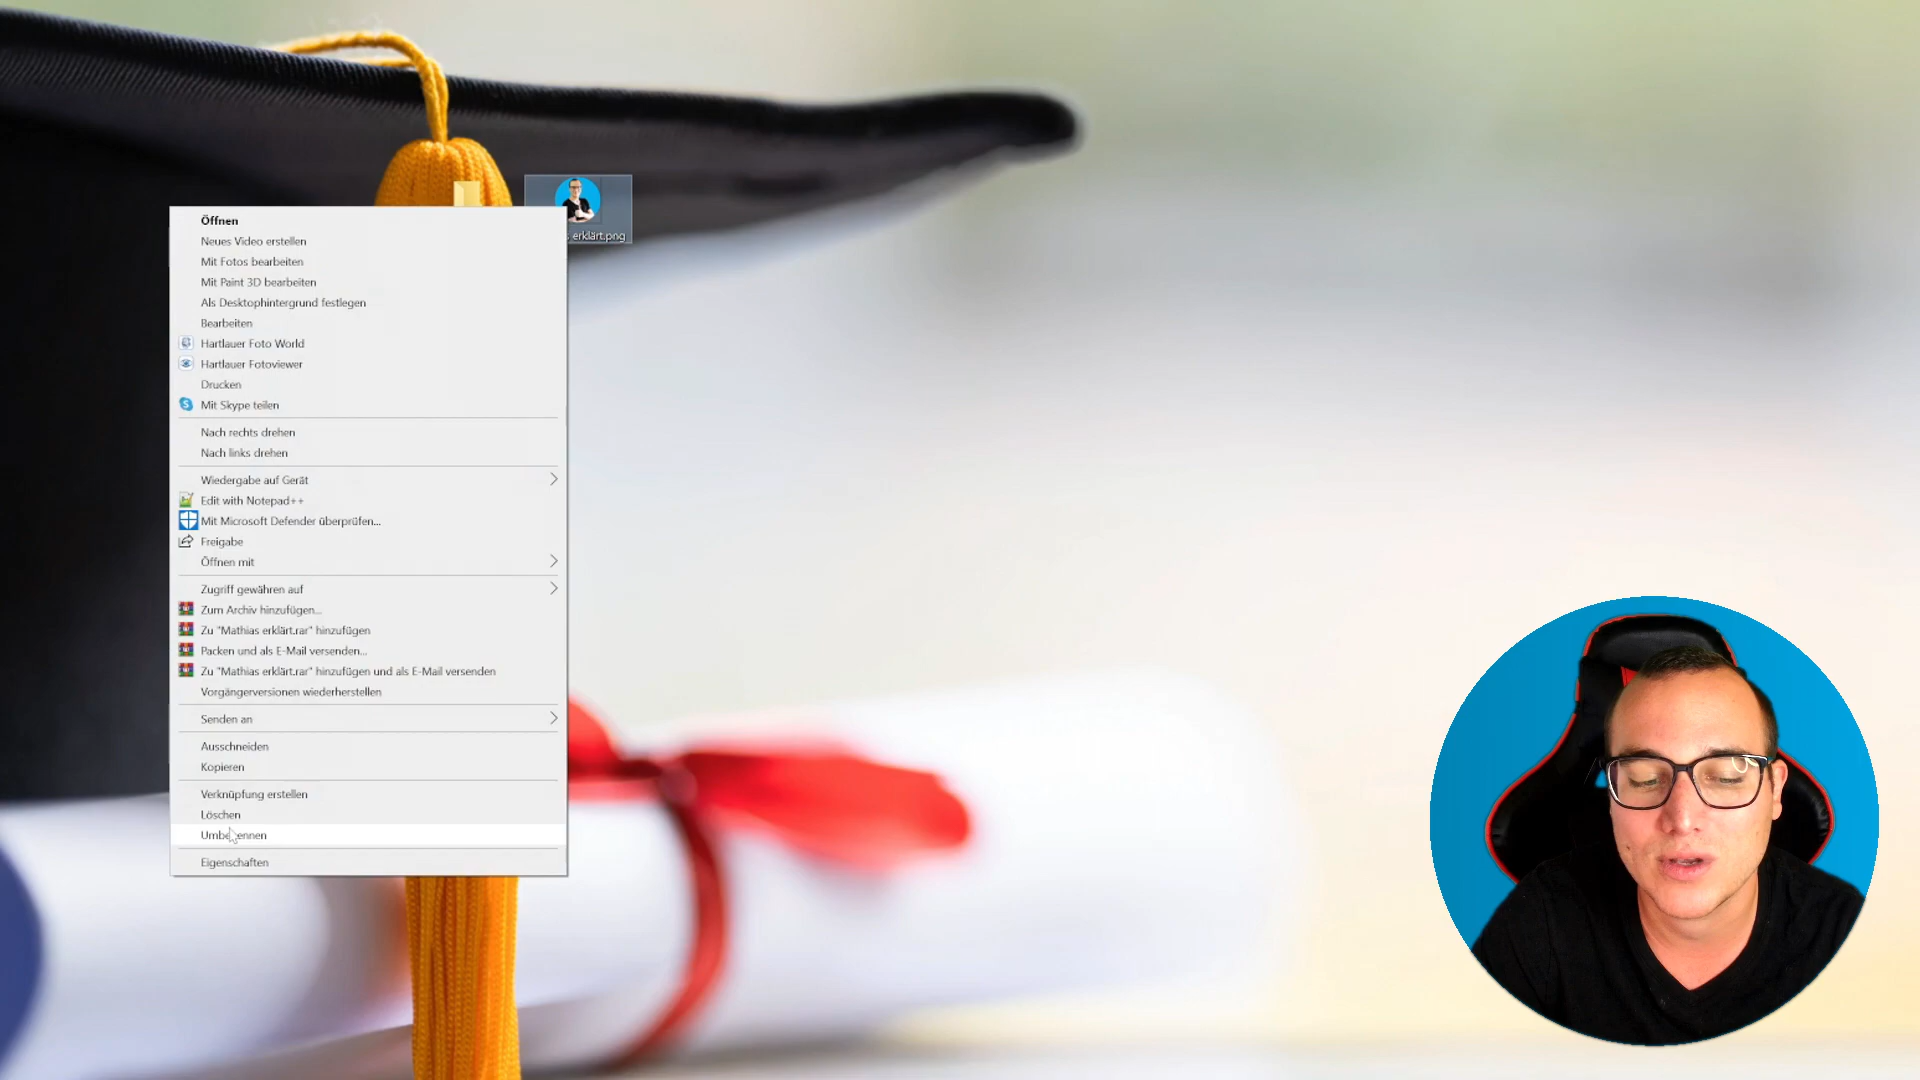 erklärt.png
Öffnen
Neues Video erstellen
Mit Fotos bearbeiten
Mit Paint 3D bearbeiten
Als Desktophintergrund festlegen
Bearbeiten
Hartlauer Foto World
Hartlauer Fotoviewer
Drucken
Mit Skype teilen
Nach rechts drehen
Nach links drehen
Wiedergabe auf Gerät
Edit with Notepad++
Mit Microsoft Defender überprüfen...
Freigabe
Öffnen mit
Zugriff gewähren auf
Zum Archiv hinzufügen...
Zu "Mathias erklärt.rar" hinzufügen
Packen und als E-Mail versenden...
Zu "Mathias erklärt.rar" hinzufügen und als E-Mail versenden
Vorgängerversionen wiederherstellen
Senden an
Ausschneiden
Kopieren
Verknüpfung erstellen
Löschen
Umbenennen
Eigenschaften